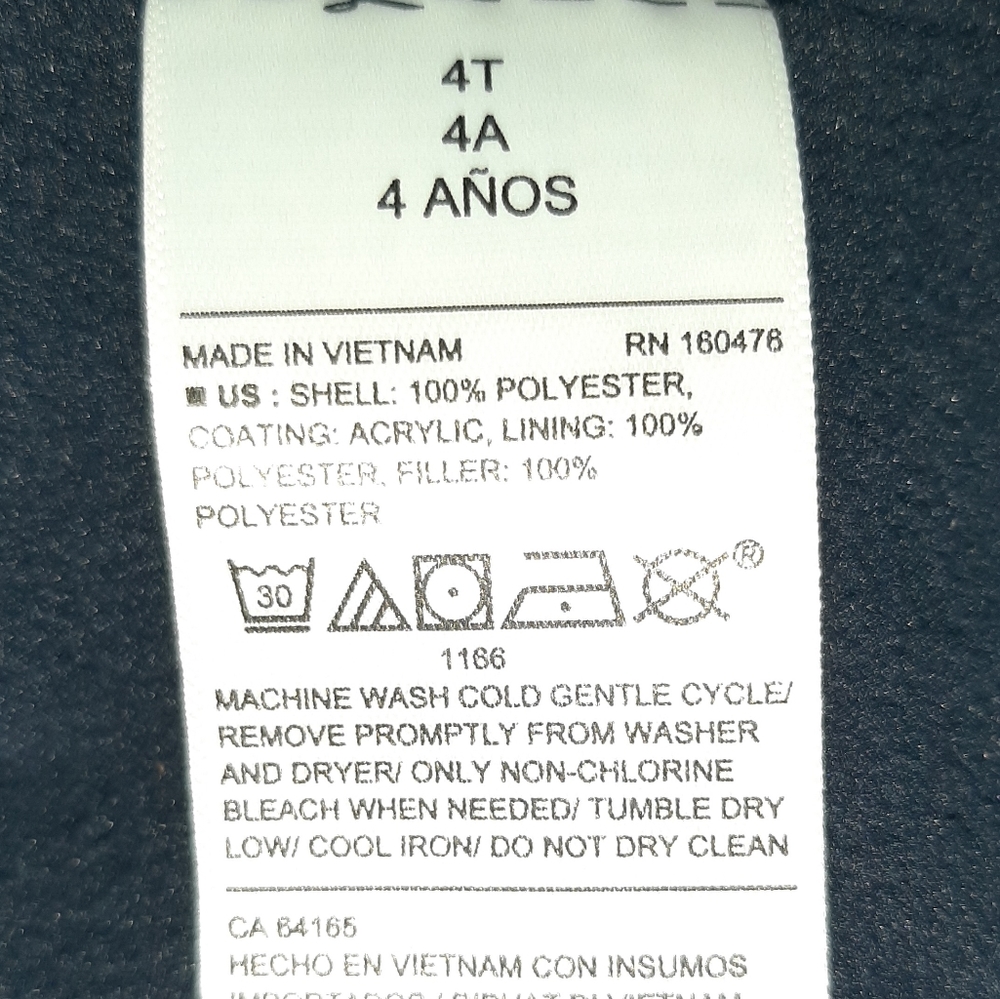 4T
4A
4 AÑOS
MADE IN VIETNAM RN 160476
US : SHELL: 100% POLYESTER,
COATING: ACRYLIC, LINING: 100%
POLYESTER, FILLER: 100%
POLYESTER
30
®
1166
MACHINE WASH COLD GENTLE CYCLE/
REMOVE PROMPTLY FROM WASHER
AND DRYER/ ONLY NON-CHLORINE
BLEACH WHEN NEEDED/ TUMBLE DRY
LOW/ COOL IRON/ DO NOT DRY CLEAN
CA 64165
HECHO EN VIETNAM CON INSUMOS